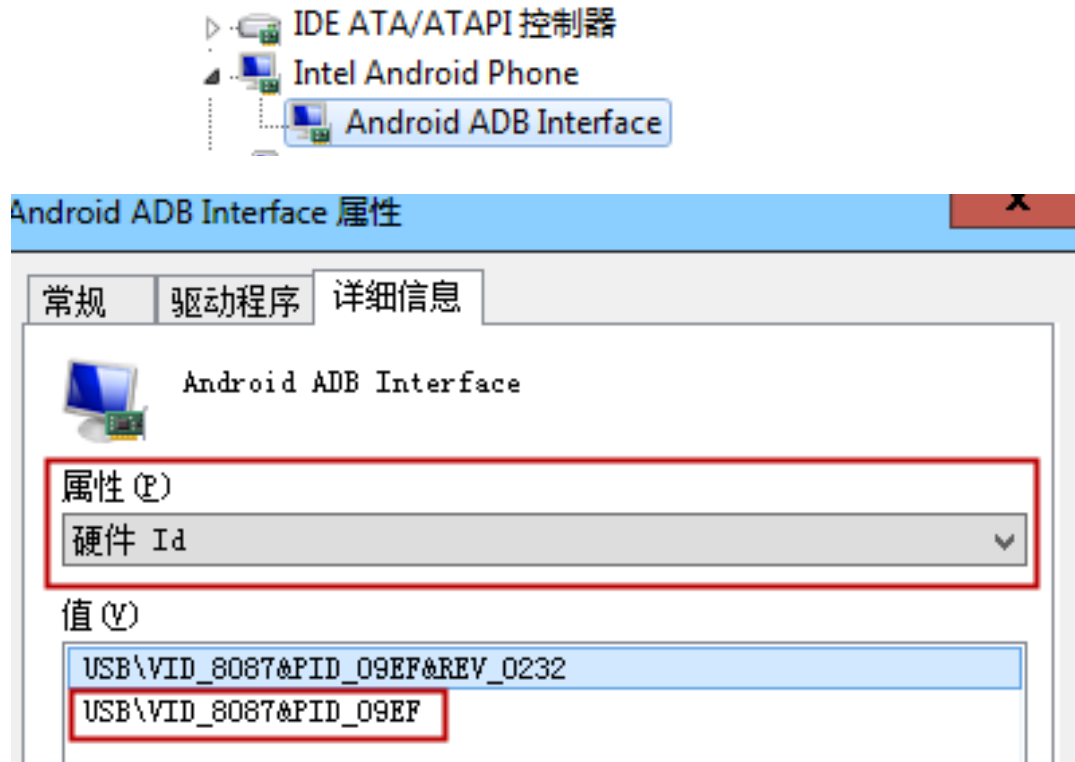 IDE ATA/ATAPI 控制器
Intel Android Phone
Android ADB Interface
Android ADB Interface 属性
x
常规
驱动程序
详细信息
Android ADB Interface
属性(P)
硬件 Id
值(V)
USB\VID_8087&PID_09EF&REV_0232
USB\VID_8087&PID_09EF